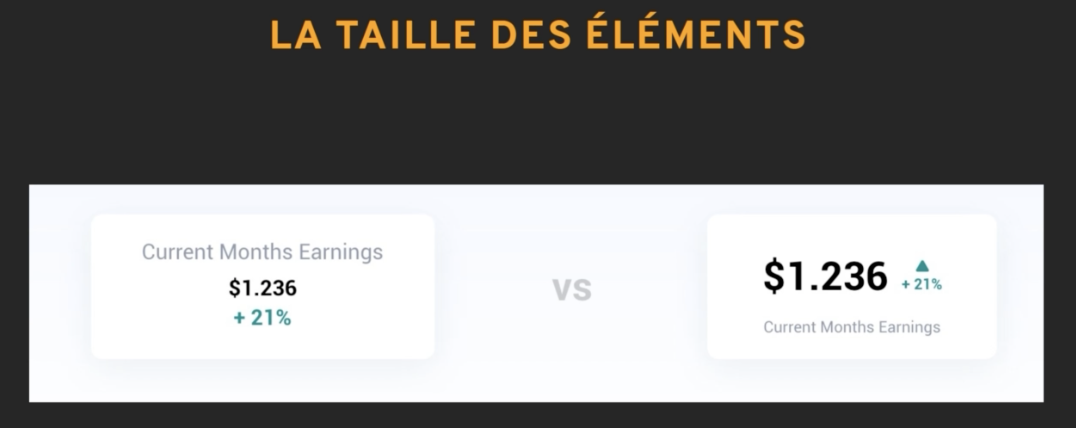 LA TAILLE DES ÉLÉMENTS
Current Months Earnings
$1.236
+ 21%
VS
$1.236
+ 21%
Current Months Earnings